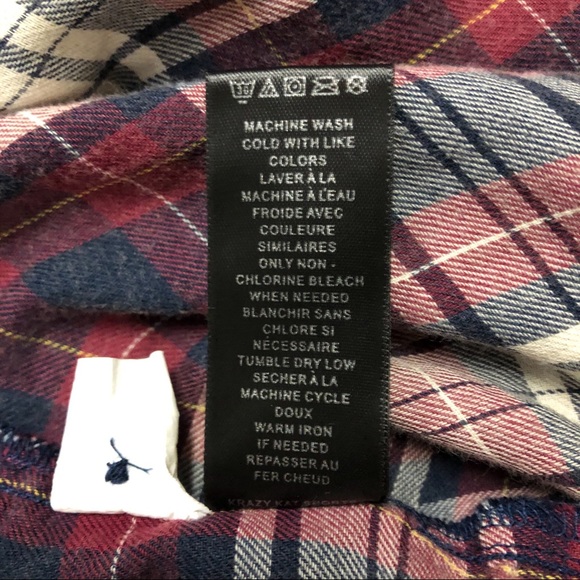 MACHINE WASH
COLD WITH LIKE
COLORS
LAVER À LA
MACHINE À L'EAU
FROIDE AVEC
COULEURE
SIMILAIRES
ONLY NON -
CHLORINE BLEACH
WHEN NEEDED
BLANCHIR SANS
CHLORE SI
NÉCESSAIRE
TUMBLE DRY LOW
SECHER À LA
MACHINE CYCLE
DOUX
WARM IRON
IF NEEDED
REPASSER AU
FER CHEUD
KRAZY KAT